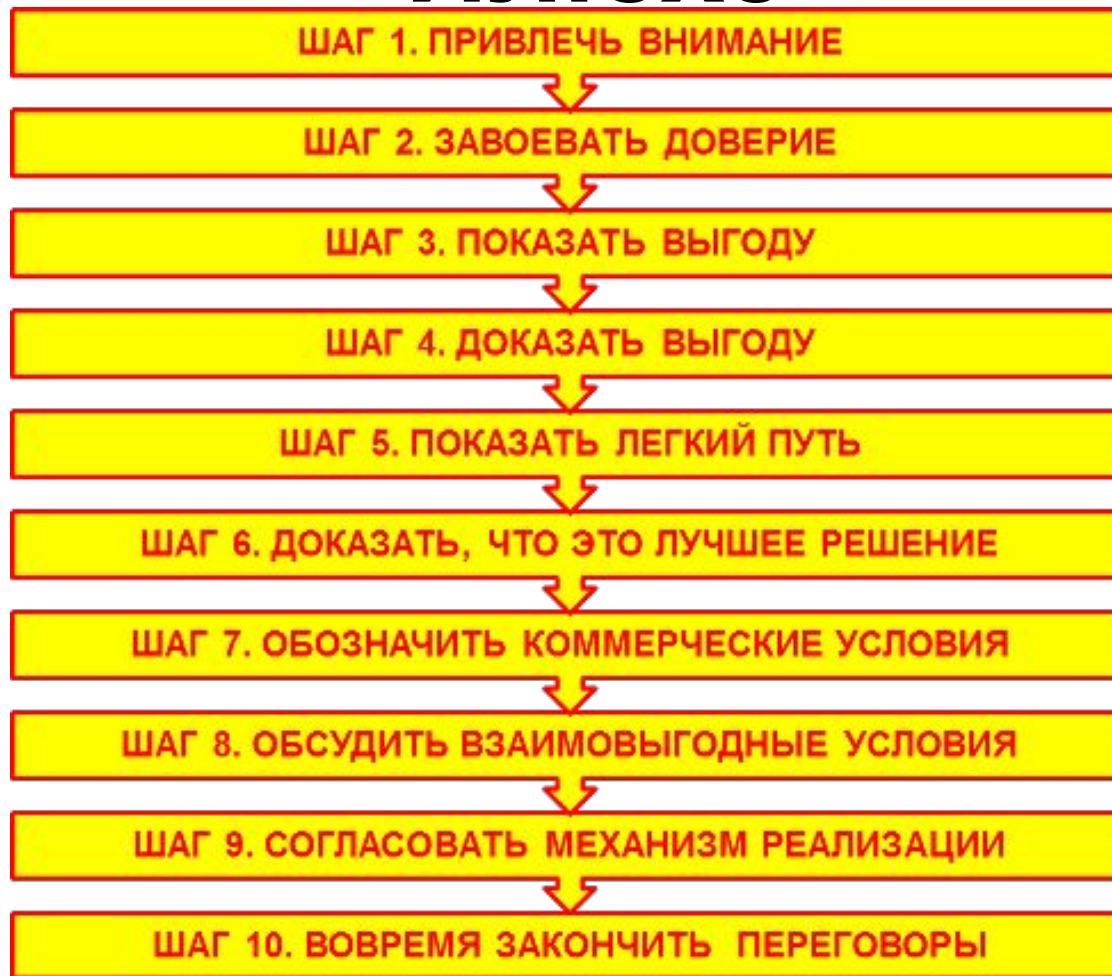 ШАГ 1. ПРИВЛЕЧЬ ВНИМАНИЕ
ШАГ 2. ЗАВОЕВАТЬ ДОВЕРИЕ
ШАГ 3. ПОКАЗАТЬ ВЫГОДУ
ШАГ 4. ДОКАЗАТЬ ВЫГОДУ
ШАГ 5. ПОКАЗАТЬ ЛЕГКИЙ ПУТЬ
ШАГ 6. ДОКАЗАТЬ, ЧТО ЭТО ЛУЧШЕЕ РЕШЕНИЕ
ШАГ 7. ОБОЗНАЧИТЬ КОММЕРЧЕСКИЕ УСЛОВИЯ
ШАГ 8. ОБСУДИТЬ ВЗАИМОВЫГОДНЫЕ УСЛОВИЯ
ШАГ 9. СОГЛАСОВАТЬ МЕХАНИЗМ РЕАЛИЗАЦИИ
ШАГ 10. ВОВРЕМЯ ЗАКОНЧИТЬ ПЕРЕГОВОРЫ